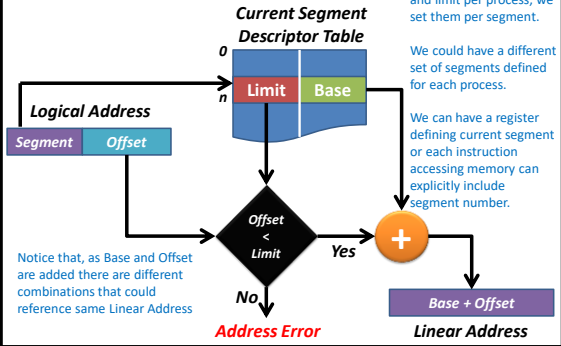 and limit per process, we
set them per segment.
Current Segment
Descriptor Table
We could have a different
set of segments defined
for each process.
0
n
Limit
Base
We can have a register
defining current segment
or each instruction
accessing memory can
explicitly include
segment number.
Logical Address
Segment
Offset
Offset
<
Limit
Yes
+
Notice that, as Base and Offset
are added there are different
combinations that could
reference same Linear Address
No
Address Error
Base + Offset
Linear Address